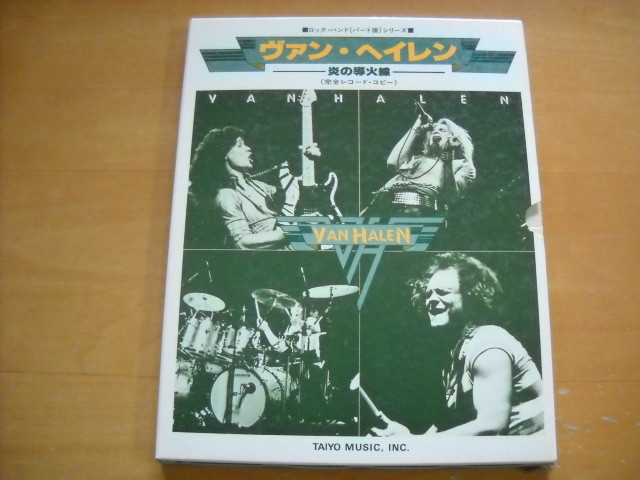 ■ロック・バンド〔パート譜〕シリーズ■
ヴァン・ヘイレン
炎の導火線
(完全レコード・コピー)
VAN HALEN
VAN HALEN
TAIYO MUSIC, INC.